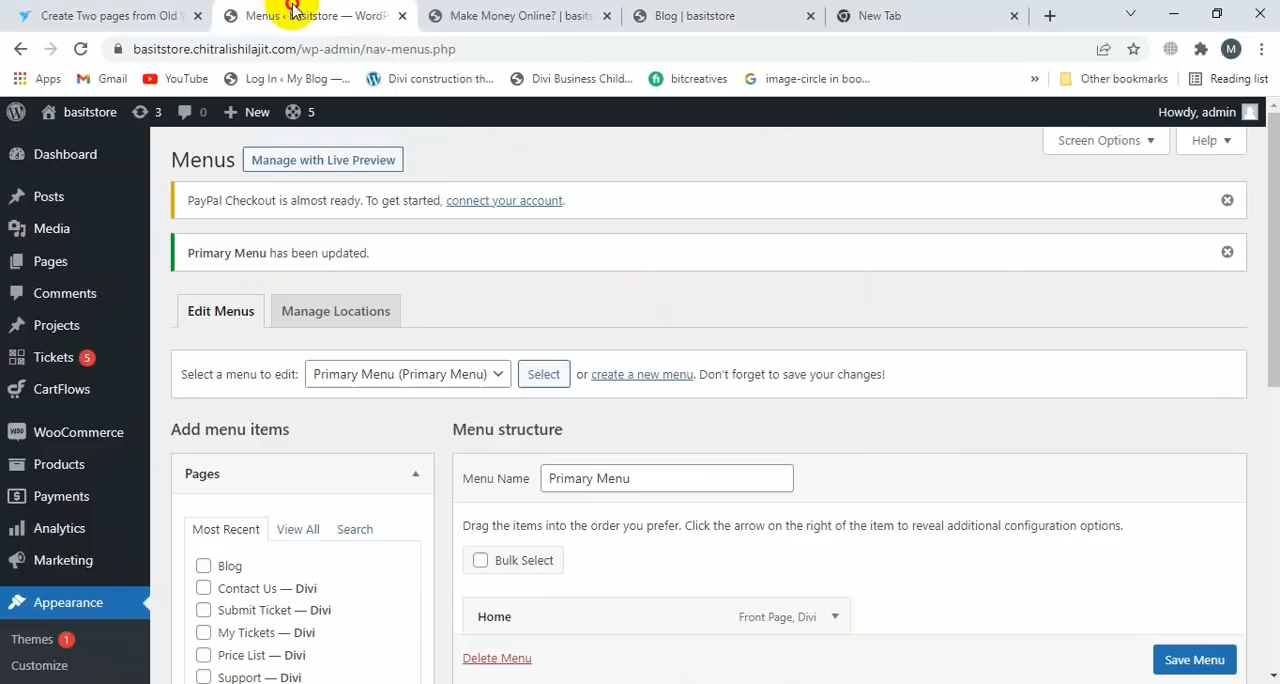 Create Two pages from Old W
Menus ‹ basitstore — WordP
Make Money Online? | basits
Blog | basitstore
New Tab
basitstore.chitralishilajit.com/wp-admin/nav-menus.php
M
Apps
Gmail
YouTube
Log In ‹ My Blog —...
Divi construction th...
Divi Business Child...
bitcreatives
image-circle in boo...
»
Other bookmarks
Reading list
basitstore
3
0
New
5
Howdy, admin
Dashboard
Posts
Media
Pages
Comments
Projects
Tickets 5
CartFlows
WooCommerce
Products
Payments
Analytics
Marketing
Appearance
Themes 1
Customize
Screen Options
Help
Menus
Manage with Live Preview
PayPal Checkout is almost ready. To get started, connect your account.
Primary Menu has been updated.
Edit Menus
Manage Locations
Select a menu to edit:
Primary Menu (Primary Menu)
Select
or create a new menu. Don't forget to save your changes!
Add menu items
Pages
Most Recent
View All
Search
Blog
Contact Us — Divi
Submit Ticket — Divi
My Tickets — Divi
Price List — Divi
Support — Divi
Menu structure
Menu Name
Primary Menu
Drag the items into the order you prefer. Click the arrow on the right of the item to reveal additional configuration options.
Bulk Select
Home
Front Page, Divi
Delete Menu
Save Menu